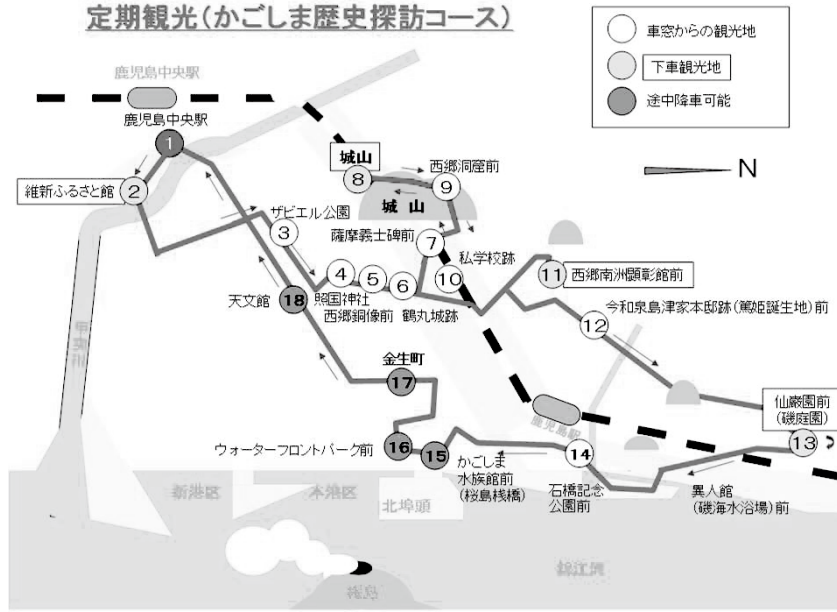 定期観光(かごしま歴史探訪コース)
車窓からの観光地
下車観光地
途中降車可能
N
鹿児島中央駅
鹿児島中央駅
1
維新ふるさと館
2
ザビエル公園
3
城山
8
西郷洞窟前
9
城山
薩摩義士碑前
7
私学校跡
10
11
西郷南洲顕彰館前
4
5
6
照国神社
西郷銅像前
鶴丸城跡
天文館
18
12
今和泉島津家本邸跡(篤姫誕生地)前
金生町
17
鹿児島駅
仙巌園前
(磯庭園)
13
ウォーターフロントパーク前
16
15
かごしま
水族館前
(桜島桟橋)
14
石橋記念
公園前
異人館
(磯海水浴場)前
甲突川
新港区
本港区
北埠頭
錦江湾
桜島